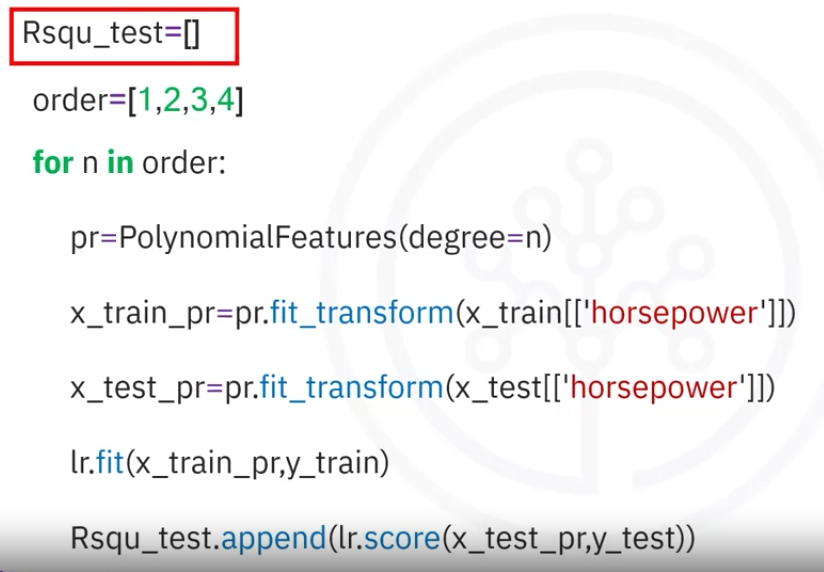 Rsqu_test=[]
order=[1,2,3,4]
for n in order:
pr=PolynomialFeatures(degree=n)
x_train_pr=pr.fit_transform(x_train[['horsepower']])
x_test_pr=pr.fit_transform(x_test[['horsepower']])
lr.fit(x_train_pr,y_train)
Rsqu_test.append(lr.score(x_test_pr,y_test))